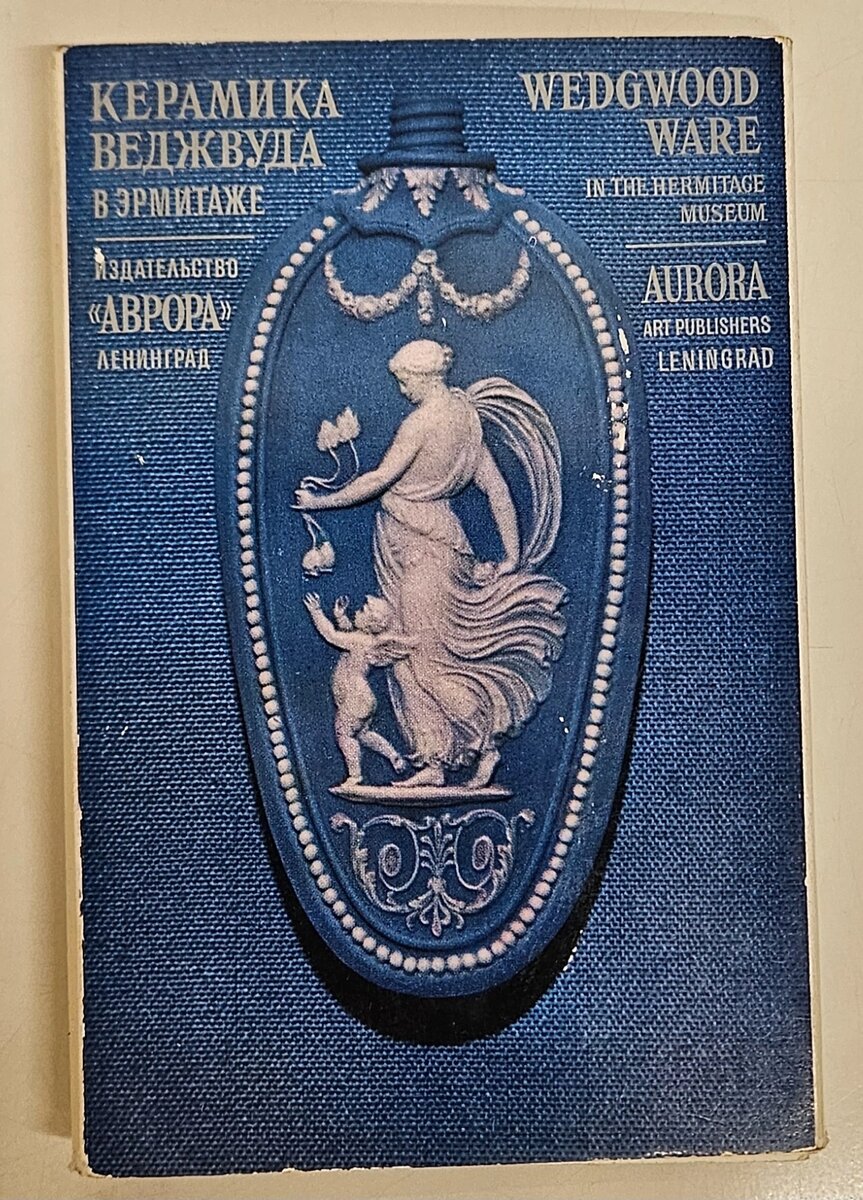 КЕРАМИКА
ВЕДЖВУДА
В ЭРМИТАЖЕ
ИЗДАТЕЛЬСТВО
«АВРОРА»
ЛЕНИНГРАД
WEDGWOOD
WARE
IN THE HERMITAGE
MUSEUM
AURORA
ART PUBLISHERS
LENINGRAD